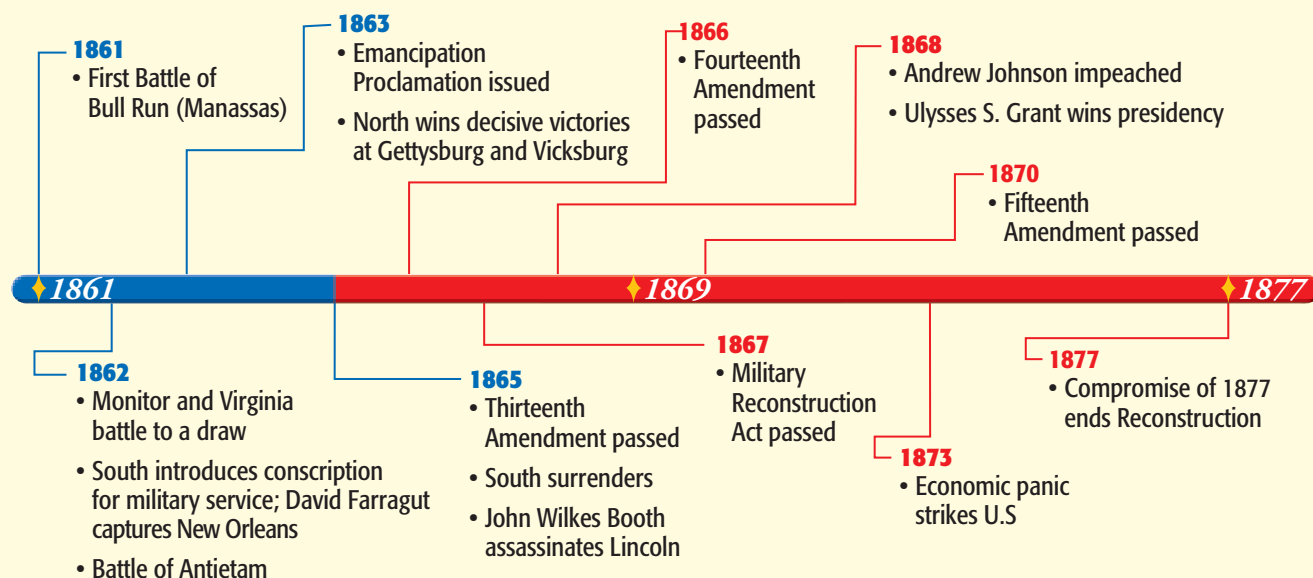 1861
• First Battle of
Bull Run (Manassas)
1863
• Emancipation
Proclamation issued
• North wins decisive victories
at Gettysburg and Vicksburg
1866
• Fourteenth
Amendment
passed
1868
• Andrew Johnson impeached
• Ulysses S. Grant wins presidency
1870
• Fifteenth
Amendment passed
1861
1869
1877
1862
• Monitor and Virginia
battle to a draw
• South introduces conscription
for military service; David Farragut
captures New Orleans
• Battle of Antietam
1865
• Thirteenth
Amendment passed
• South surrenders
• John Wilkes Booth
assassinates Lincoln
1867
• Military
Reconstruction
Act passed
1873
• Economic panic
strikes U.S
1877
• Compromise of 1877
ends Reconstruction